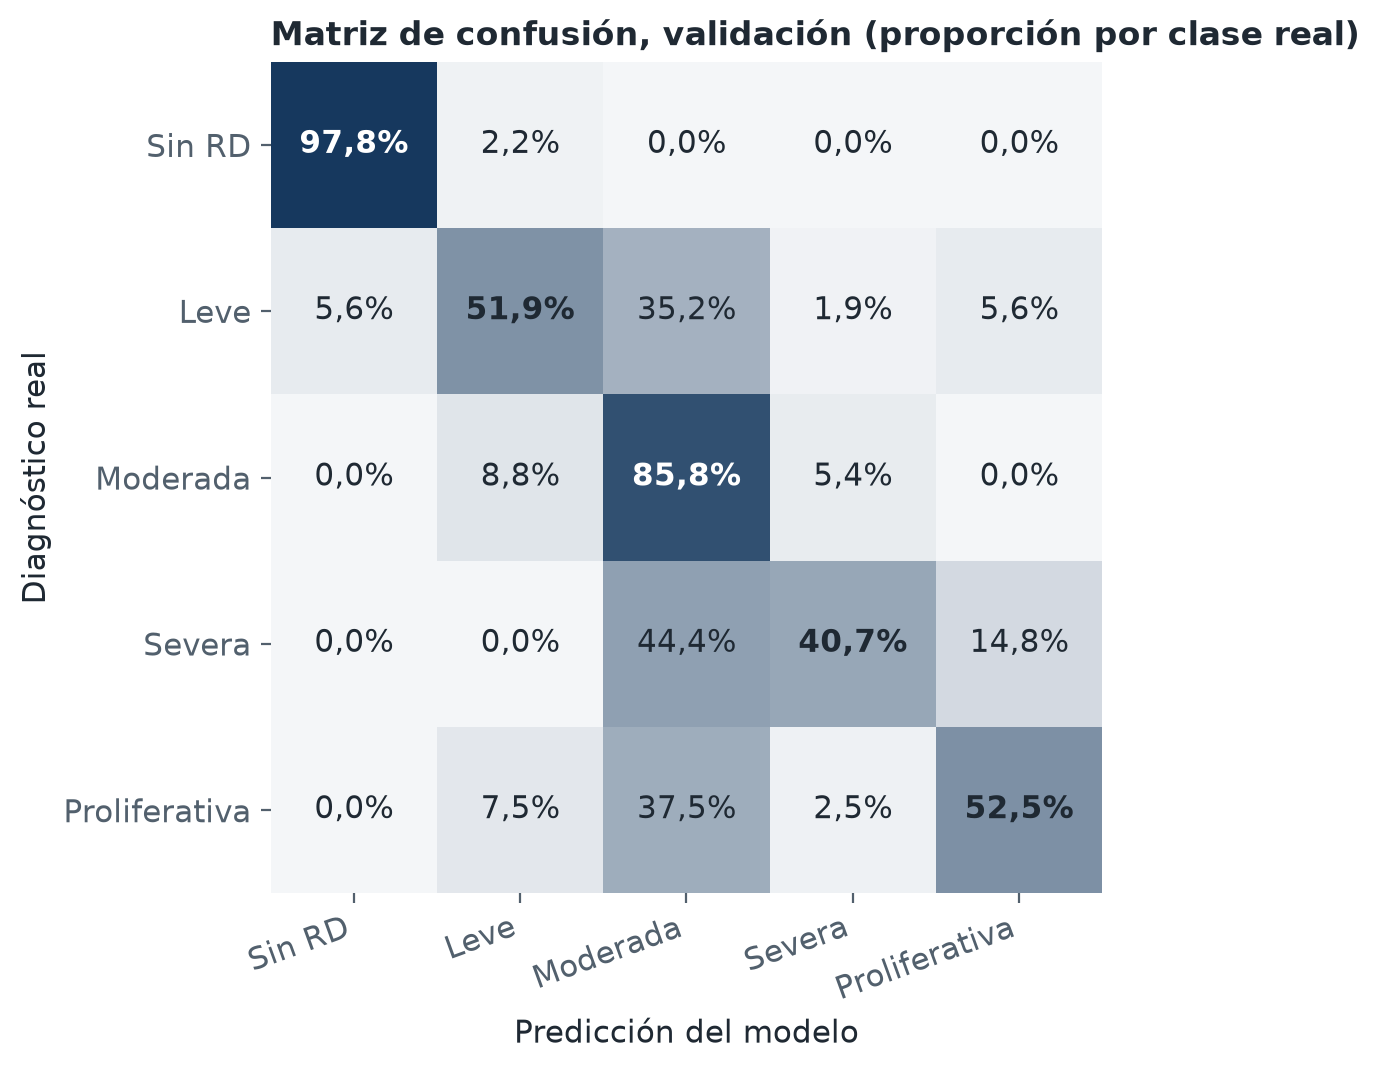 Matriz de confusión, validación (proporción por clase real)
Sin RD 97,8% 2,2% 0,0% 0,0% 0,0%
Leve 5,6% 51,9% 35,2% 1,9% 5,6%
Moderada 0,0% 8,8% 85,8% 5,4% 0,0%
Severa 0,0% 0,0% 44,4% 40,7% 14,8%
Proliferativa 0,0% 7,5% 37,5% 2,5% 52,5%
Diagnóstico real
Sin RD Leve Moderada Severa Proliferativa
Predicción del modelo